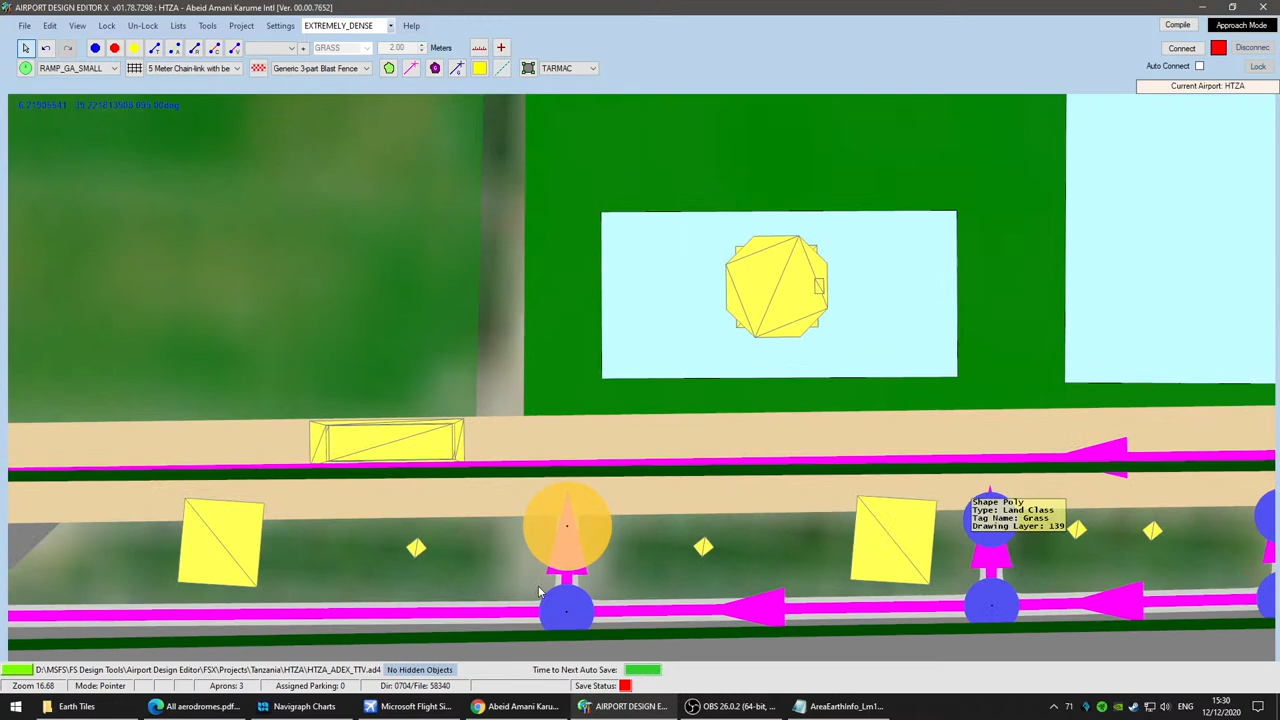 AIRPORT DESIGN EDITOR X v01.78.7298 : HTZA - Abeid Amani Karume Intl [Ver. 00.00.7652]
File Edit View Lock Un-Lock Lists Tools Project Settings EXTREMELY_DENSE Help
Compile Approach Mode
GRASS 2.00 Meters
Connect Disconnec
RAMP_GA_SMALL 5 Meter Chain-link with be Generic 3-part Blast Fence TARMAC
Auto Connect Lock
Current Airport: HTZA
Shape Poly
Type: Land Class
Tag Name: Grass
Drawing Layer: 139
D:\MSFS\FS Design Tools\Airport Design Editor\FSX\Projects\Tanzania\HTZA\HTZA_ADEX_TTV.ad4 No Hidden Objects Time to Next Auto Save:
Zoom 16.68 Mode: Pointer Aprons: 3 Assigned Parking: 0 Dir: 0704/File: 58340 Save Status:
Earth Tiles All aerodromes.pdf... Navigraph Charts Microsoft Flight Si... Abeid Amani Karu... AIRPORT DESIGN E... OBS 26.0.2 (64-bit, ... AreaEarthInfo_Lm1... 71 ENG 15:30
12/12/2020